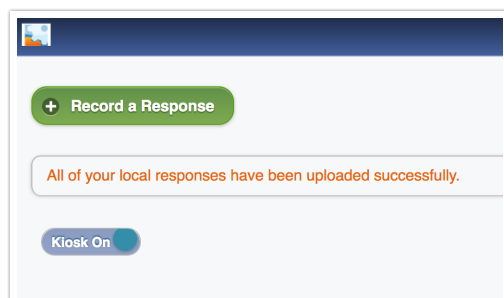 Record a Response
All of your local responses have been uploaded successfully.
Kiosk On